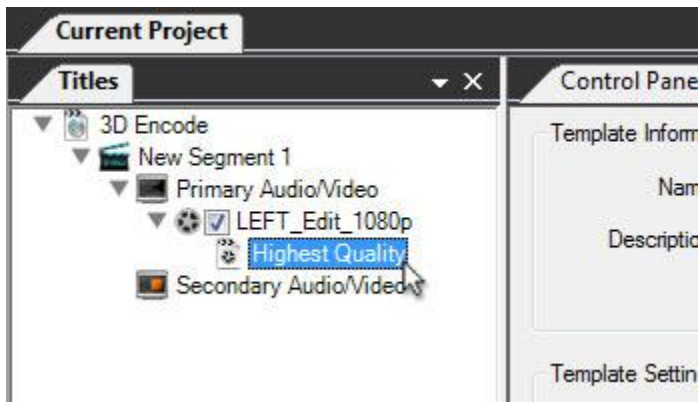 Current Project
Titles
3D Encode
New Segment 1
Primary Audio/Video
LEFT_Edit_1080p
Highest Quality
Secondary Audio/Video
Control Pane
Template Inform
Nam
Descriptio
Template Settin